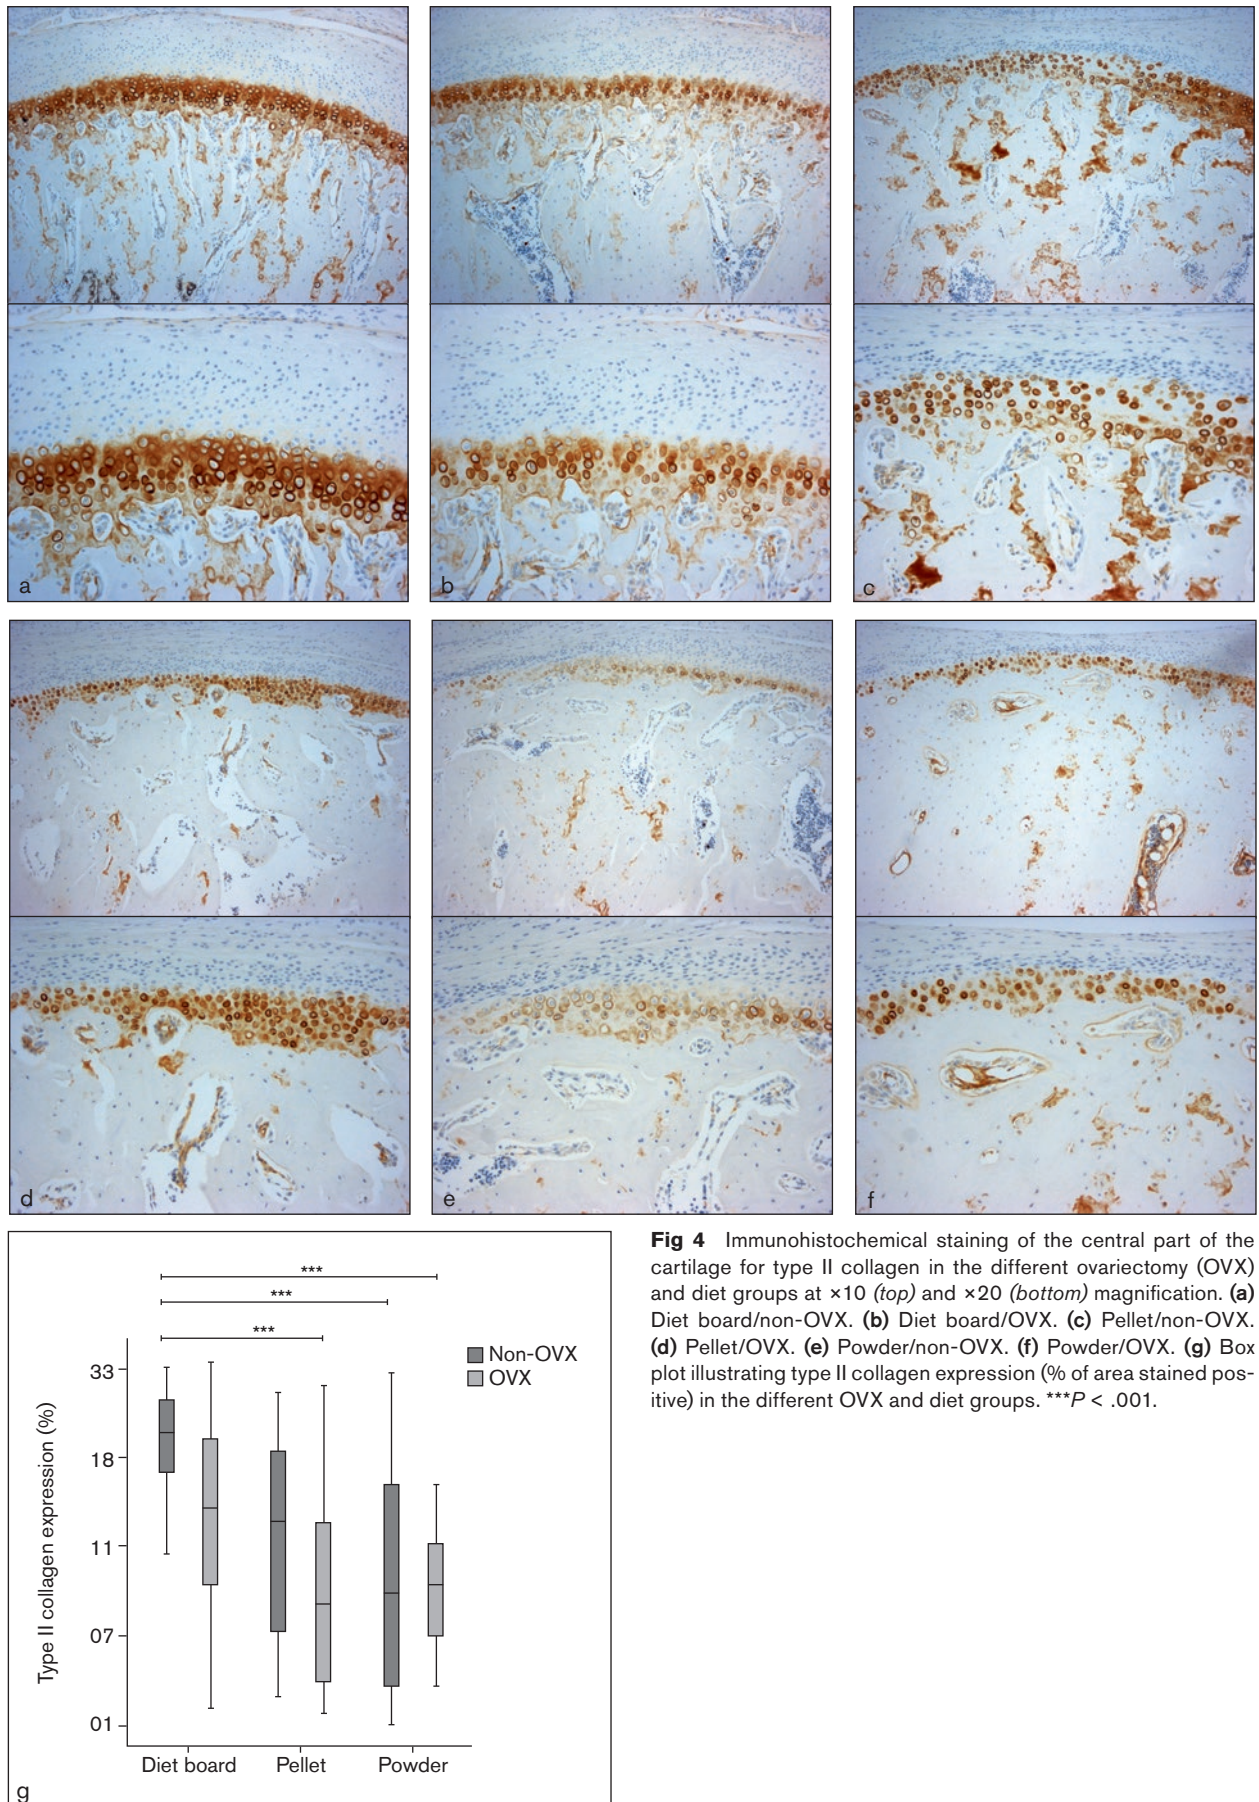 a
b
c
d
e
f
***
***
***
Non-OVX
OVX
Type II collagen expression (%)
33
18
11
07
01
Diet board
Pellet
Powder
g
Fig 4 Immunohistochemical staining of the central part of the
cartilage for type II collagen in the different ovariectomy (OVX)
and diet groups at ×10 (top) and ×20 (bottom) magnification. (a)
Diet board/non-OVX. (b) Diet board/OVX. (c) Pellet/non-OVX.
(d) Pellet/OVX. (e) Powder/non-OVX. (f) Powder/OVX. (g) Box
plot illustrating type II collagen expression (% of area stained pos-
itive) in the different OVX and diet groups. ***P < .001.